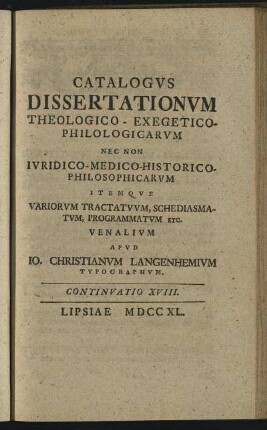 CATALOGVS
DISSERTATIONVM
THEOLOGICO - EXEGETICO-
PHILOLOGICARVM
NEC NON
IVRIDICO-MEDICO-HISTORICO-
PHILOSOPHICARVM
ITEMQVE
VARIORVM TRACTATVVM, SCHEDIASMA-
TVM, PROGRAMMATVM ETC.
VENALIVM
APVD
IO. CHRISTIANVM LANGENHEMIVM
TYPOGRAPHVM.
CONTINVATIO XVIII.
LIPSIAE MDCCXL.